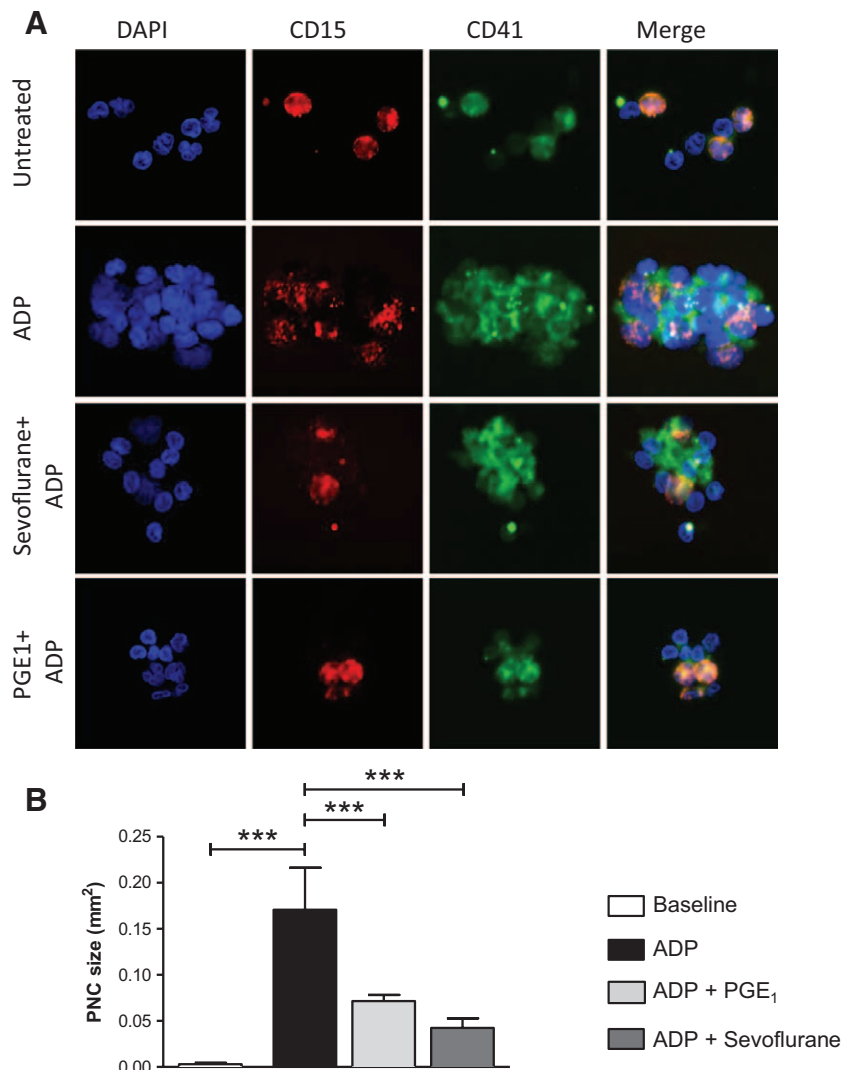 A
DAPI CD15 CD41 Merge
Untreated
ADP
Sevoflurane+
ADP
PGE1+
ADP
B
***
***
***
PNC size (mm²)
0.25
0.20
0.15
0.10
0.05
0.00
Baseline
ADP
ADP + PGE₁
ADP + Sevoflurane